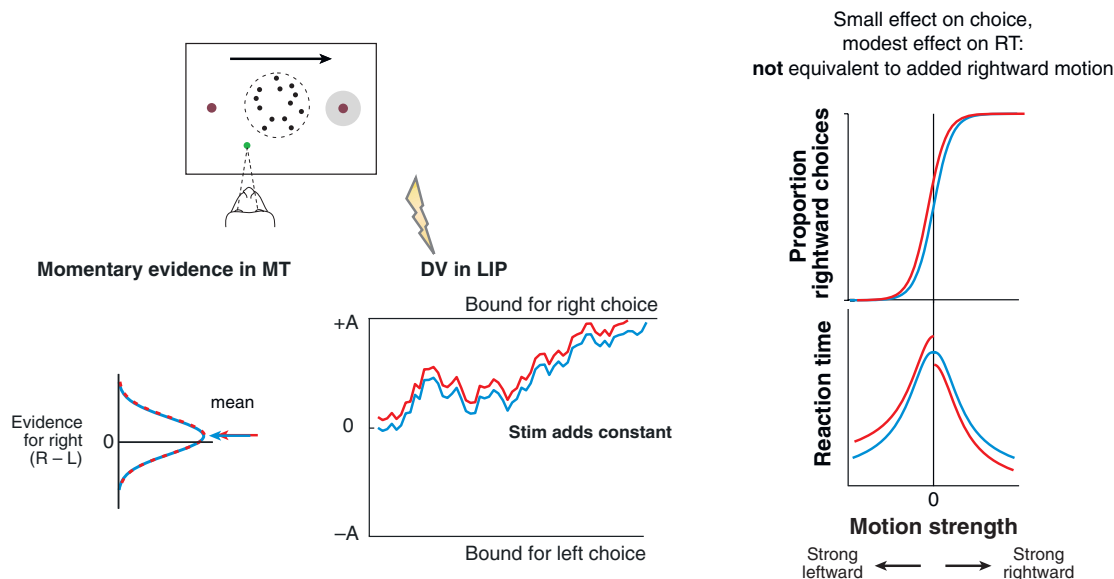 Small effect on choice,
modest effect on RT:
not equivalent to added rightward motion
Momentary evidence in MT
DV in LIP
Bound for right choice
+A
0
–A
Stim adds constant
Bound for left choice
Evidence
for right
(R – L)
0
mean
Proportion
rightward choices
Reaction time
0
Motion strength
Strong
leftward
Strong
rightward